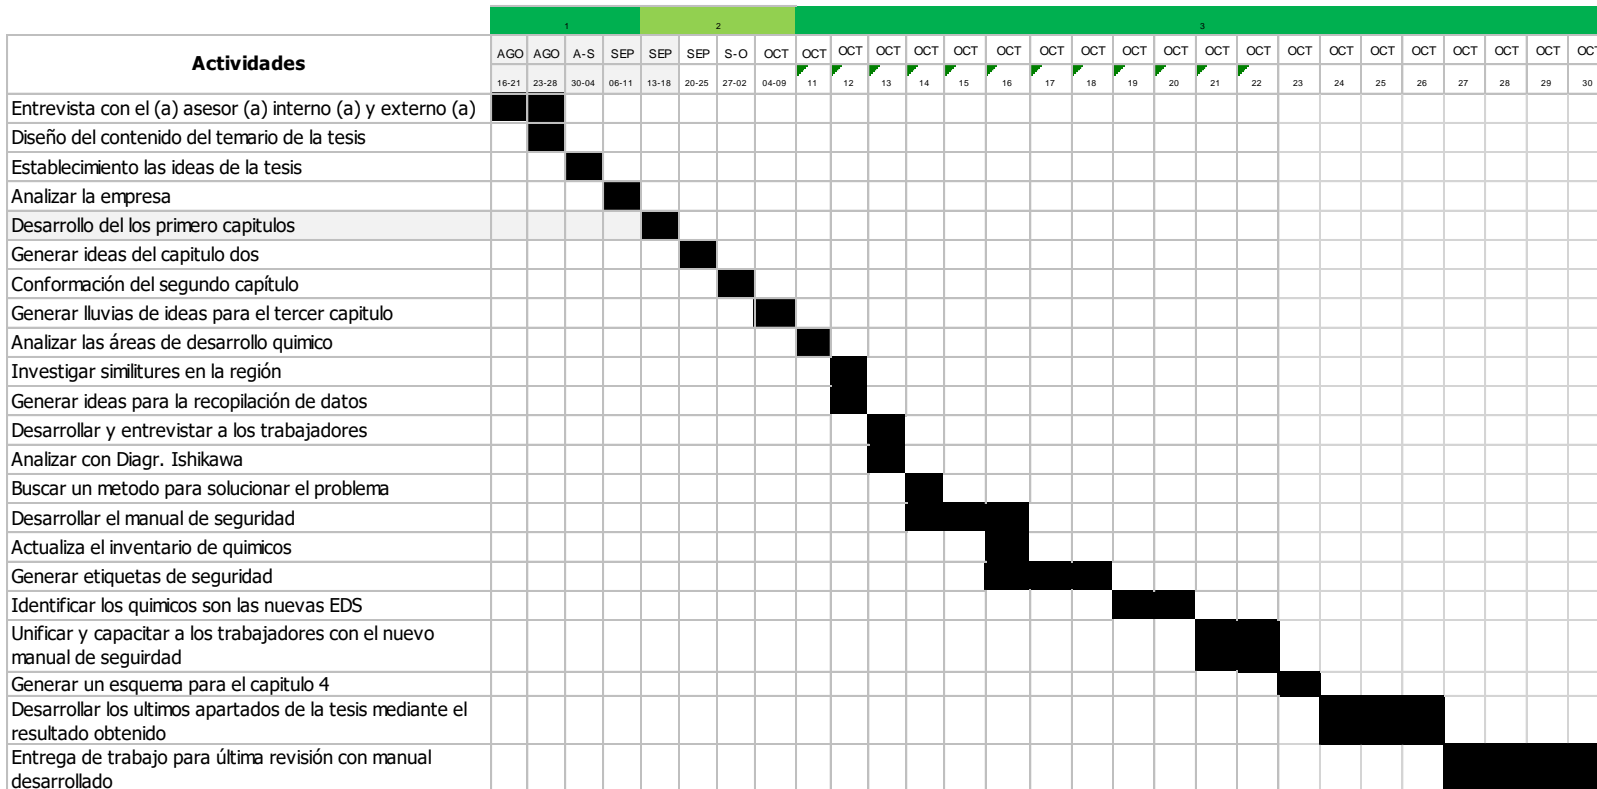 1 2 3
Actividades
AGO AGO A-S SEP SEP SEP S-O OCT OCT OCT OCT OCT OCT OCT OCT OCT OCT OCT OCT OCT OCT OCT OCT OCT OCT OCT OCT OCT
16-21 23-28 30-04 06-11 13-18 20-25 27-02 04-09 11 12 13 14 15 16 17 18 19 20 21 22 23 24 25 26 27 28 29 30
Entrevista con el (a) asesor (a) interno (a) y externo (a)
Diseño del contenido del temario de la tesis
Establecimiento las ideas de la tesis
Analizar la empresa
Desarrollo del los primero capitulos
Generar ideas del capitulo dos
Conformación del segundo capítulo
Generar lluvias de ideas para el tercer capitulo
Analizar las áreas de desarrollo quimico
Investigar similitures en la región
Generar ideas para la recopilación de datos
Desarrollar y entrevistar a los trabajadores
Analizar con Diagr. Ishikawa
Buscar un metodo para solucionar el problema
Desarrollar el manual de seguridad
Actualiza el inventario de quimicos
Generar etiquetas de seguridad
Identificar los quimicos son las nuevas EDS
Unificar y capacitar a los trabajadores con el nuevo
manual de seguirdad
Generar un esquema para el capitulo 4
Desarrollar los ultimos apartados de la tesis mediante el
resultado obtenido
Entrega de trabajo para última revisión con manual
desarrollado